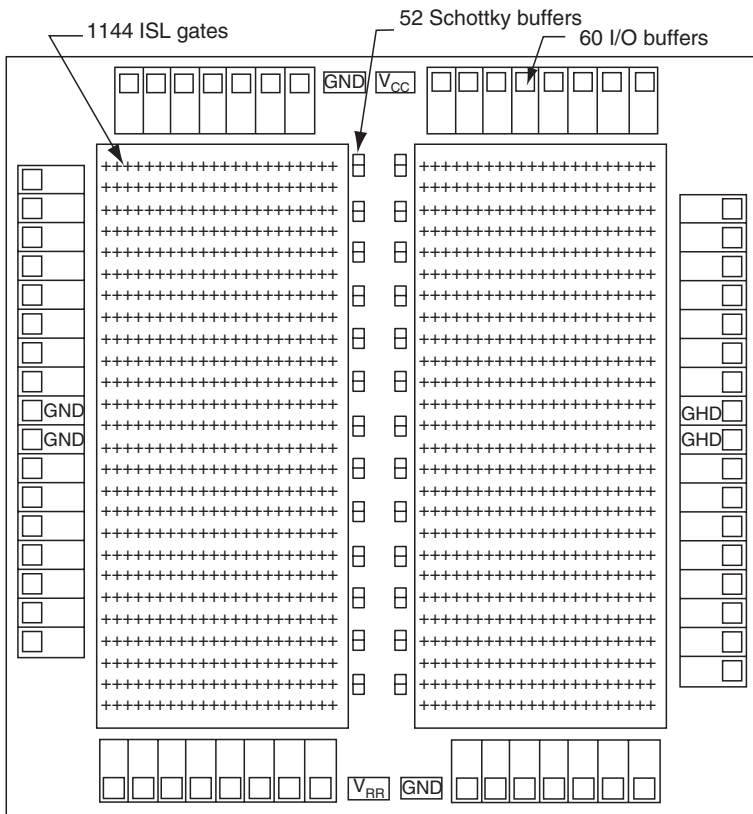 52 Schottky buffers
1144 ISL gates
60 I/O buffers
GND
VCC
GND
GHD
GND
GHD
VRR
GND